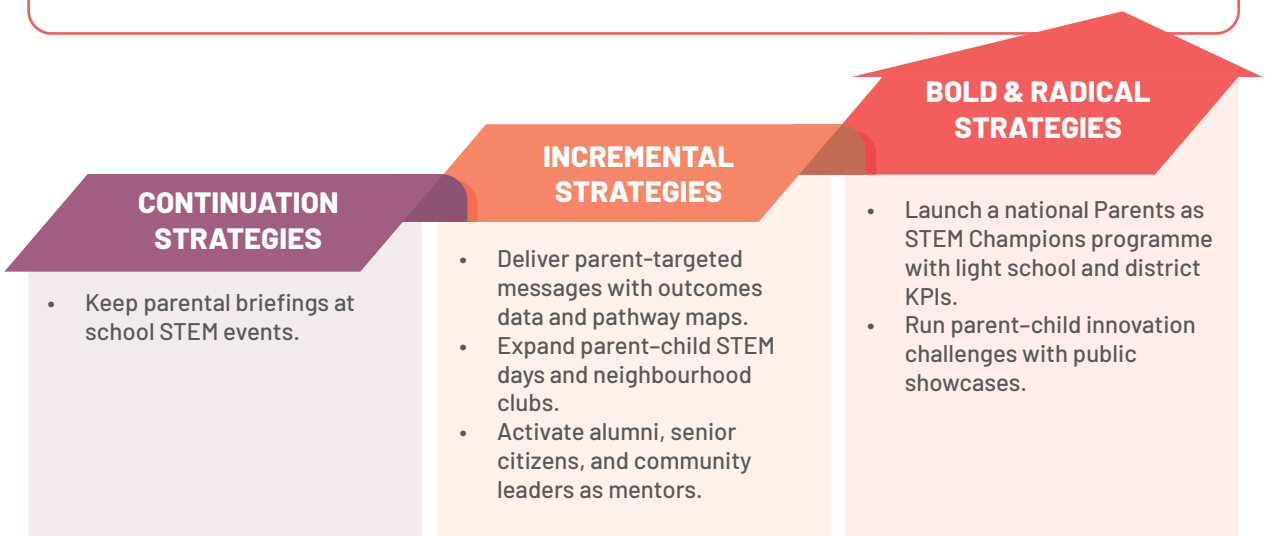 CONTINUATION
STRATEGIES
• Keep parental briefings at
school STEM events.
INCREMENTAL
STRATEGIES
• Deliver parent-targeted
messages with outcomes
data and pathway maps.
• Expand parent–child STEM
days and neighbourhood
clubs.
• Activate alumni, senior
citizens, and community
leaders as mentors.
BOLD & RADICAL
STRATEGIES
• Launch a national Parents as
STEM Champions programme
with light school and district
KPIs.
• Run parent–child innovation
challenges with public
showcases.